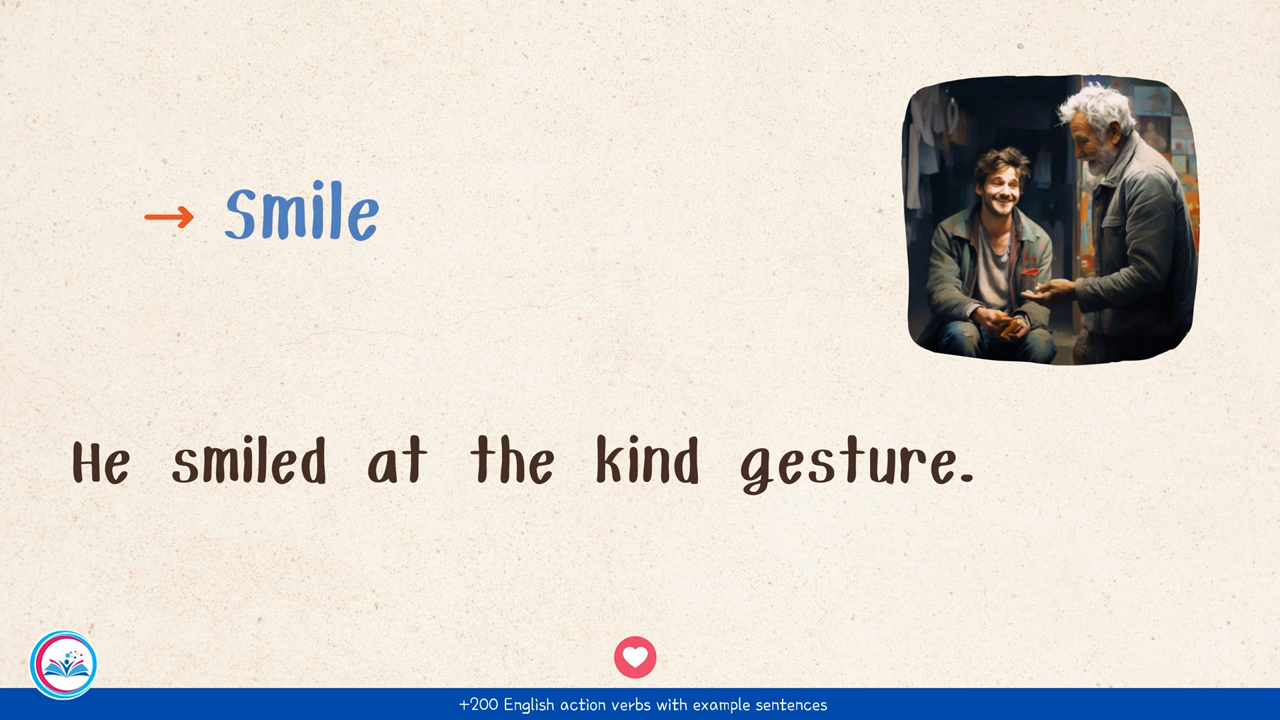 → Smile
He smiled at the kind gesture.
+200 English action verbs with example sentences